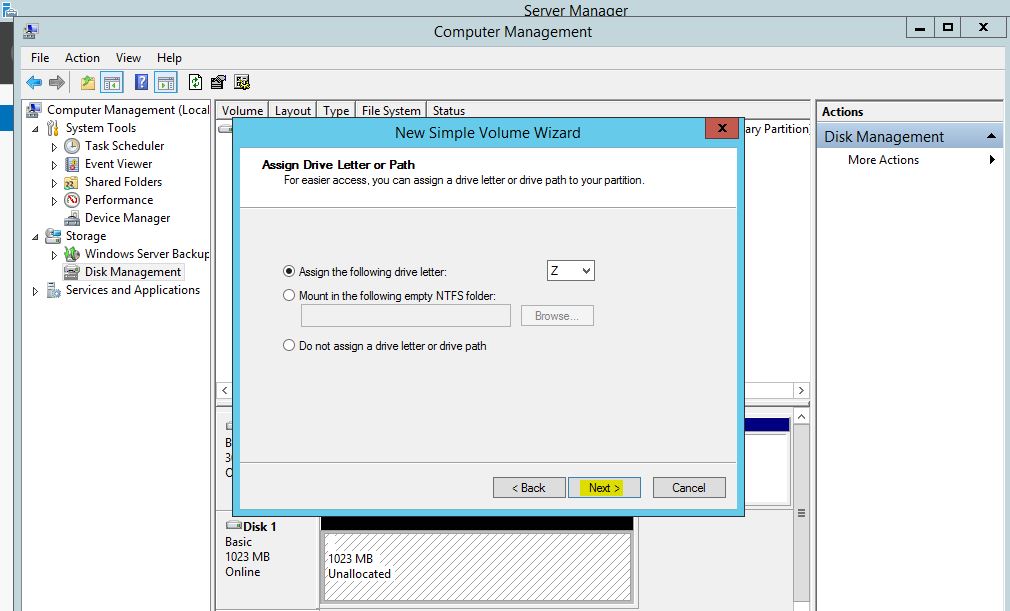 Server Manager
Computer Management
File Action View Help
Computer Management (Local
System Tools
Task Scheduler
Event Viewer
Shared Folders
Performance
Device Manager
Storage
Windows Server Backup
Disk Management
Services and Applications
Volume Layout Type File System Status
ary Partition)
New Simple Volume Wizard
Assign Drive Letter or Path
For easier access, you can assign a drive letter or drive path to your partition.
Assign the following drive letter: Z
Mount in the following empty NTFS folder:
Browse...
Do not assign a drive letter or drive path
< Back Next > Cancel
Disk 1
Basic
1023 MB
Online
1023 MB
Unallocated
Actions
Disk Management
More Actions